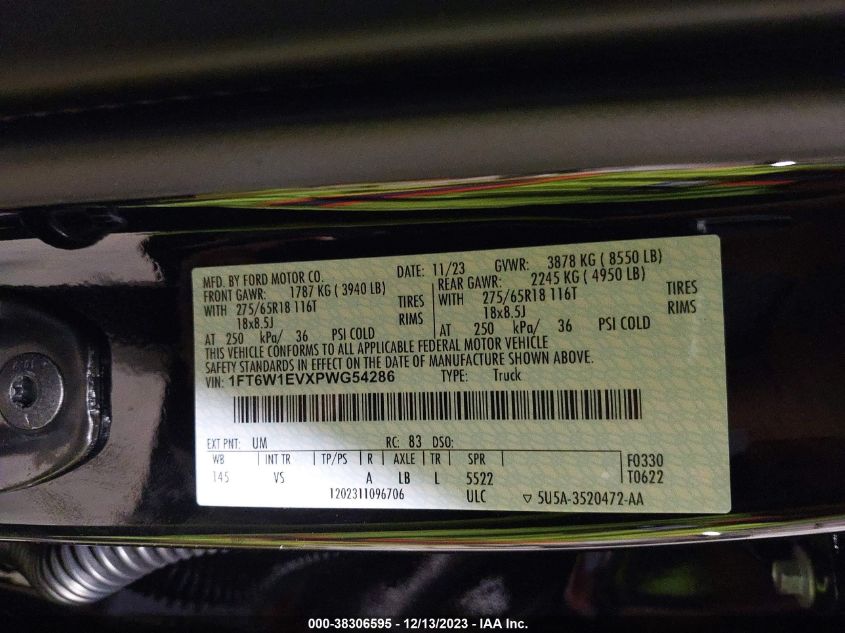 MFD. BY FORD MOTOR CO. DATE: 11/23 GVWR: 3878 KG ( 8550 LB)
FRONT GAWR: 1787 KG ( 3940 LB) REAR GAWR: 2245 KG ( 4950 LB)
WITH 275/65R18 116T TIRES WITH 275/65R18 116T TIRES
18x8.5J RIMS 18x8.5J RIMS
AT 250 kPa/ 36 PSI COLD AT 250 kPa/ 36 PSI COLD
THIS VEHICLE CONFORMS TO ALL APPLICABLE FEDERAL MOTOR VEHICLE
SAFETY STANDARDS IN EFFECT ON THE DATE OF MANUFACTURE SHOWN ABOVE.
VIN: 1FT6W1EVXPWG54286 TYPE: Truck
EXT PNT: UM RC: 83 DSO:
WB INT TR TP/PS R AXLE TR SPR F0330
145 VS A LB L 5522 T0622
1202311096706 ULC ▽ 5U5A-3520472-AA
000-38306595 - 12/13/2023 - IAA Inc.